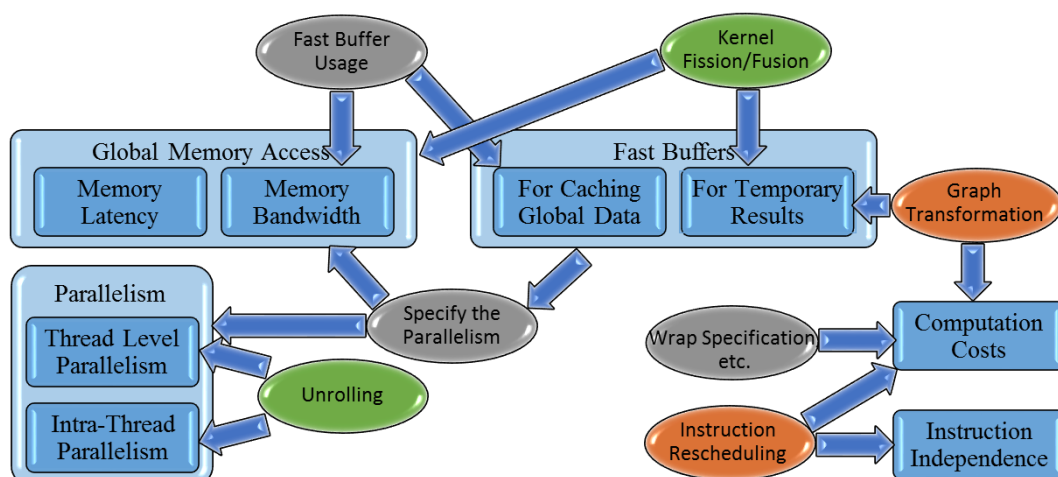 Fast Buffer
Usage
Kernel
Fission/Fusion
Global Memory Access
Memory
Latency
Memory
Bandwidth
Fast Buffers
For Caching
Global Data
For Temporary
Results
Graph
Transformation
Parallelism
Thread Level
Parallelism
Intra-Thread
Parallelism
Specify the
Parallelism
Unrolling
Wrap Specification
etc.
Computation
Costs
Instruction
Rescheduling
Instruction
Independence